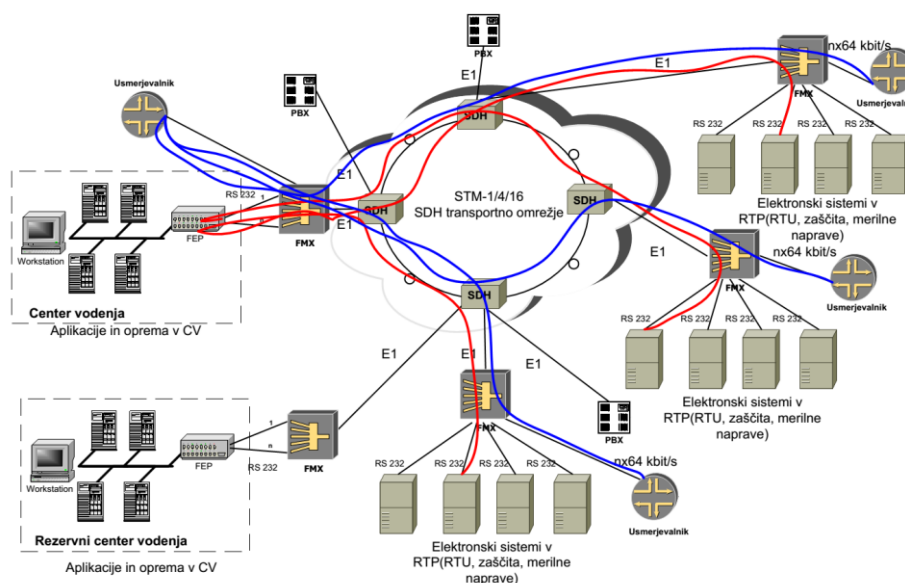 PBX
E1
nx64 kbit/s
FMX
Usmerjevalnik
PBX
E1
SDH
Usmerjevalnik
RS 232
RS 232
RS 232
RS 232
Elektronski sistemi v
RTP(RTU, zaščita, merilne
naprave)
RS 232
1
E1
E1
FEP
Workstation
FMX
SDH
STM-1/4/16
SDH transportno omrežje
SDH
E1
nx64 kbit/s
FMX
Usmerjevalnik
Center vodenja
Aplikacije in oprema v CV
SDH
RS 232
RS 232
RS 232
RS 232
Elektronski sistemi v
RTP(RTU, zaščita, merilne
naprave)
E1
E1
E1
1
n
FEP
RS 232
FMX
Workstation
Rezervni center vodenja
Aplikacije in oprema v CV
FMX
PBX
nx64 kbit/s
RS 232
RS 232
RS 232
RS 232
Usmerjevalnik
Elektronski sistemi v
RTP(RTU, zaščita, merilne
naprave)